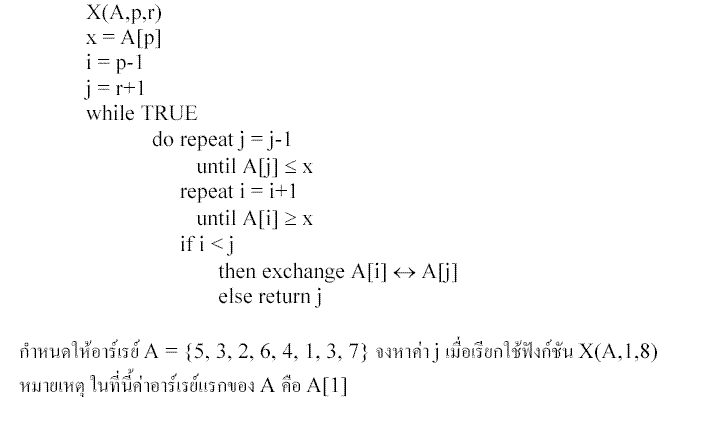 X(A,p,r)
x = A[p]
i = p-1
j = r+1
while TRUE
do repeat j = j-1
until A[j] ≤ x
repeat i = i+1
until A[i] ≥ x
if i < j
then exchange A[i] ↔ A[j]
else return j
กำหนดให้อาร์เรย์ A = {5, 3, 2, 6, 4, 1, 3, 7} จงหาค่า j เมื่อเรียกใช้ฟังก์ชัน X(A,1,8)
หมายเหตุ ในที่นี้ค่าอาร์เรย์แรกของ A คือ A[1]